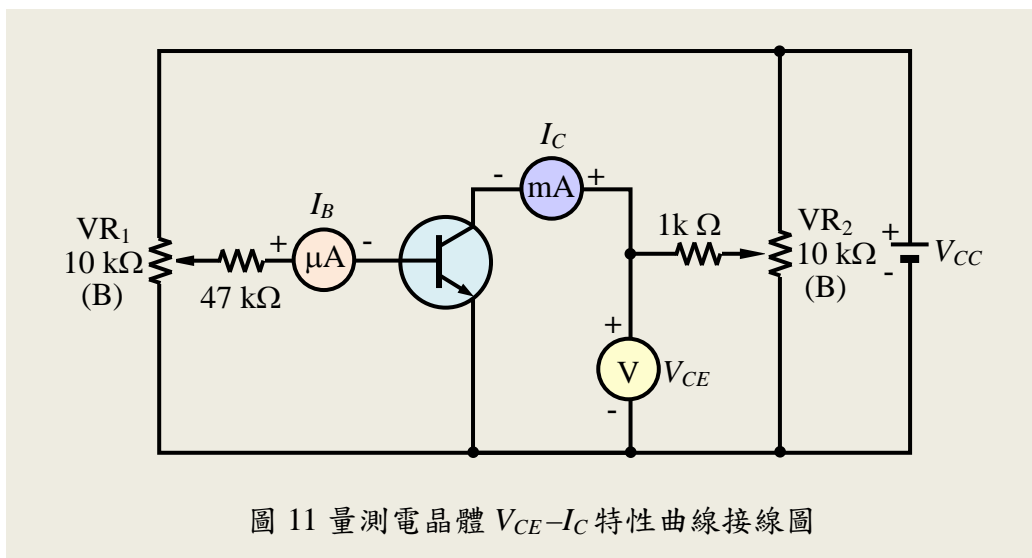 I_C
- mA +
I_B
+ μA -
VR₁
10 kΩ
(B)
47 kΩ
1k Ω
VR₂
10 kΩ
(B)
+
-
V_CC
+
V
-
V_CE
圖 11 量測電晶體 V_CE–I_C 特性曲線接線圖